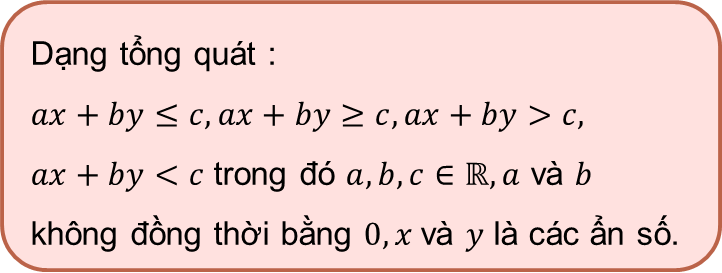 Dạng tổng quát :
𝑎𝑥 + 𝑏𝑦 ≤ 𝑐, 𝑎𝑥 + 𝑏𝑦 ≥ 𝑐, 𝑎𝑥 + 𝑏𝑦 > 𝑐,
𝑎𝑥 + 𝑏𝑦 < 𝑐 trong đó 𝑎, 𝑏, 𝑐 ∈ ℝ, 𝑎 và 𝑏
không đồng thời bằng 0, 𝑥 và 𝑦 là các ẩn số.